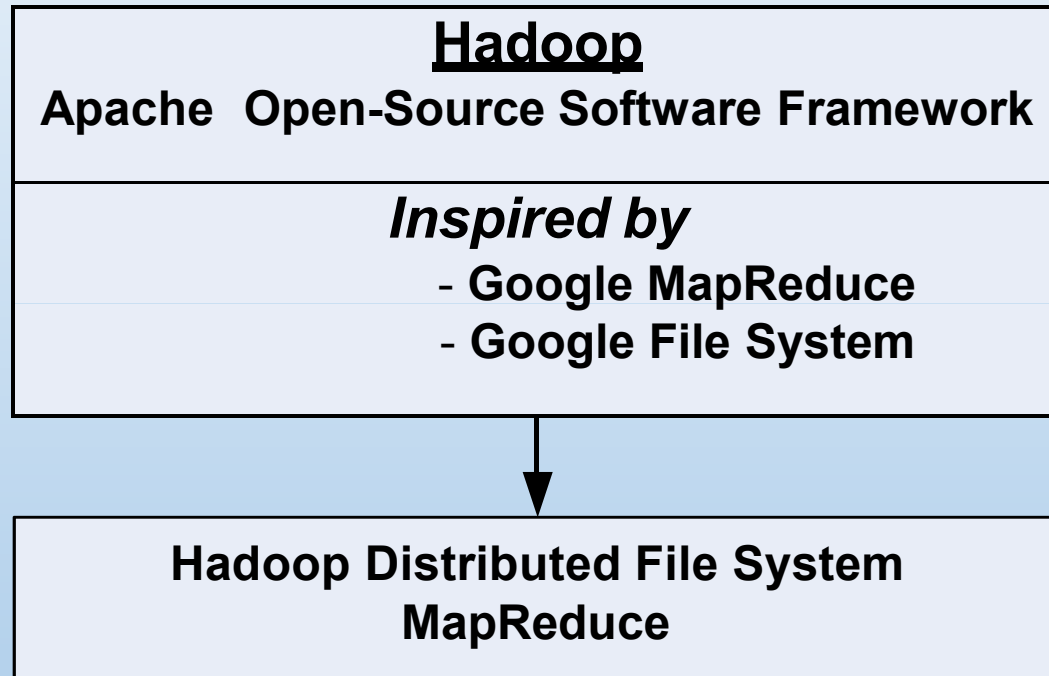 Hadoop
Apache Open-Source Software Framework
Inspired by
- Google MapReduce
- Google File System
Hadoop Distributed File System
MapReduce